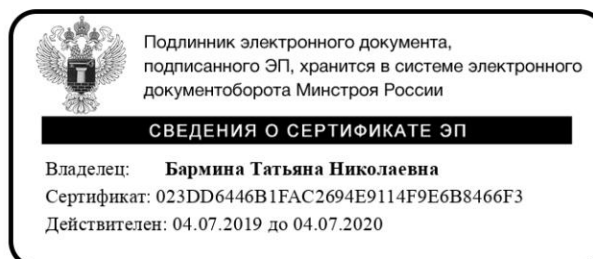 Подлинник электронного документа,
подписанного ЭП, хранится в системе электронного
документоборота Минстроя России
СВЕДЕНИЯ О СЕРТИФИКАТЕ ЭП
Владелец: Бармина Татьяна Николаевна
Сертификат: 023DD6446B1FAC2694E9114F9E6B8466F3
Действителен: 04.07.2019 до 04.07.2020